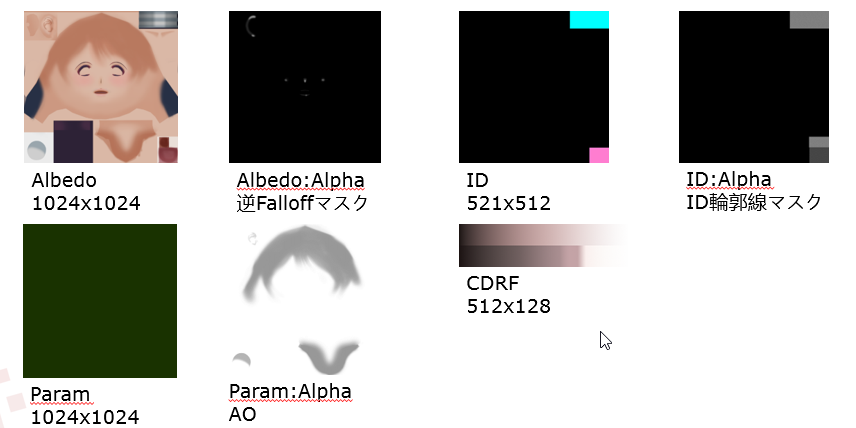 Albedo
1024x1024
Albedo:Alpha
逆Falloffマスク
ID
521x512
ID:Alpha
ID輪郭線マスク
Param
1024x1024
Param:Alpha
AO
CDRF
512x128